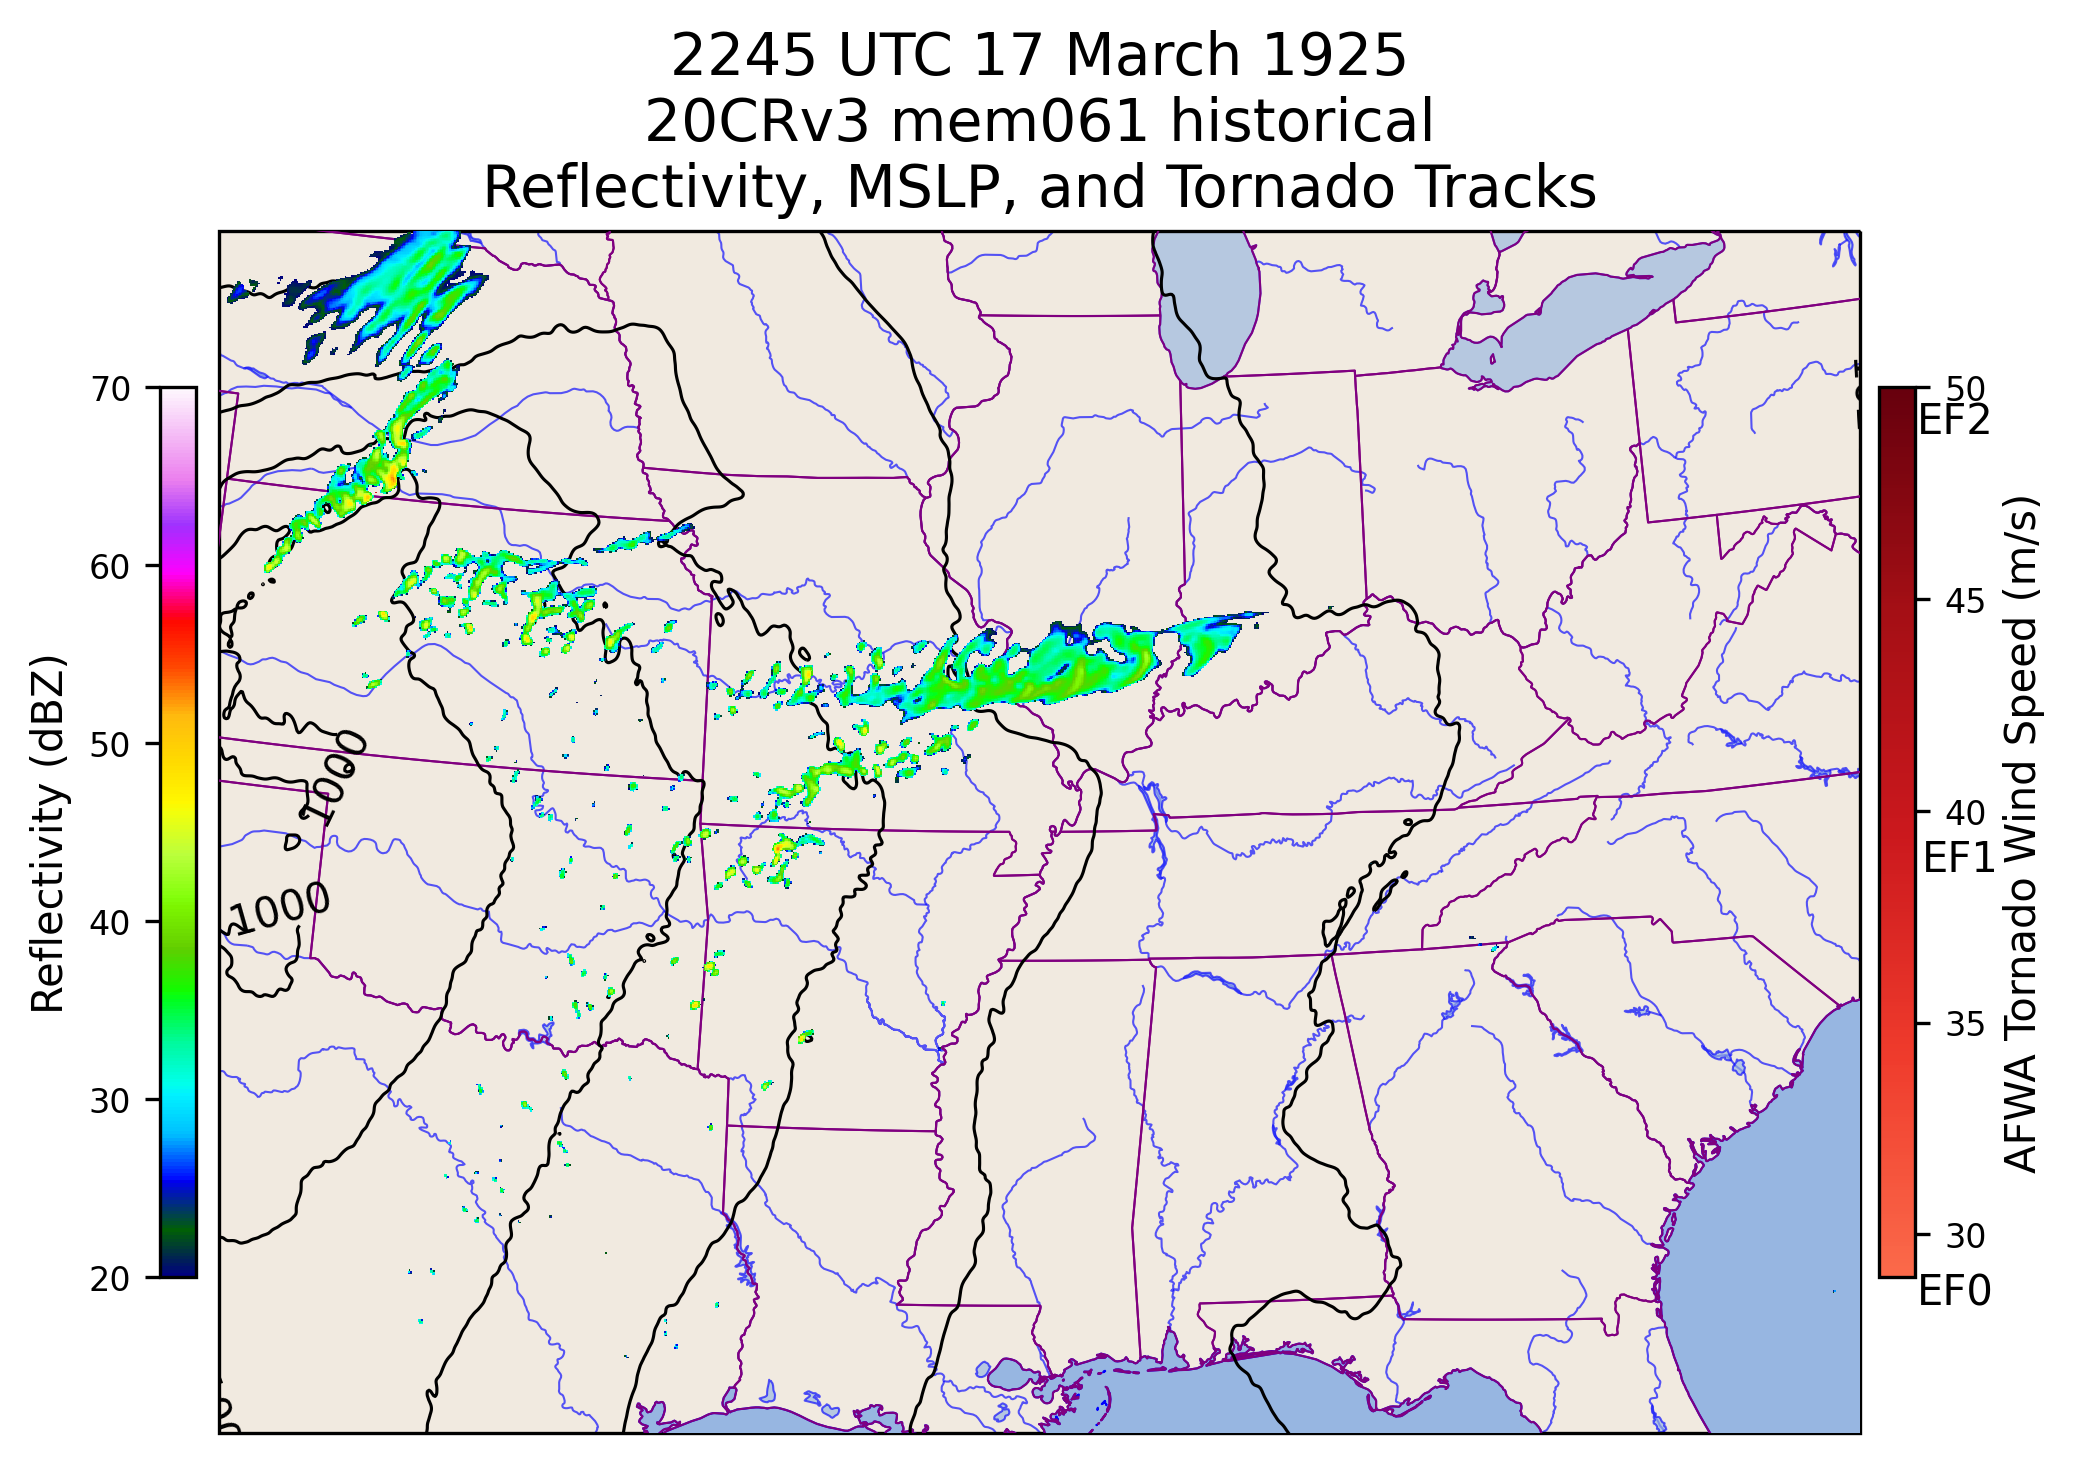 2245 UTC 17 March 1925
20CRv3 mem061 historical
Reflectivity, MSLP, and Tornado Tracks
Reflectivity (dBZ)
70
60
50
40
30
20
1000
1000
50
EF2
45
40
EF1
35
30
EF0
AFWA Tornado Wind Speed (m/s)